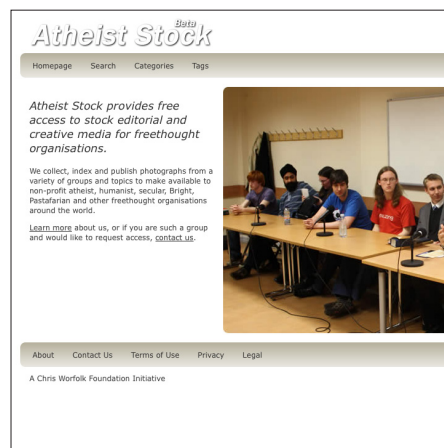 Beta
Atheist Stock
Homepage Search Categories Tags
Atheist Stock provides free
access to stock editorial and
creative media for freethought
organisations.
We collect, index and publish photographs from a
variety of groups and topics to make available to
non-profit atheist, humanist, secular, Bright,
Pastafarian and other freethought organisations
around the world.
Learn more about us, or if you are such a group
and would like to request access, contact us.
About Contact Us Terms of Use Privacy Legal
A Chris Worfolk Foundation Initiative